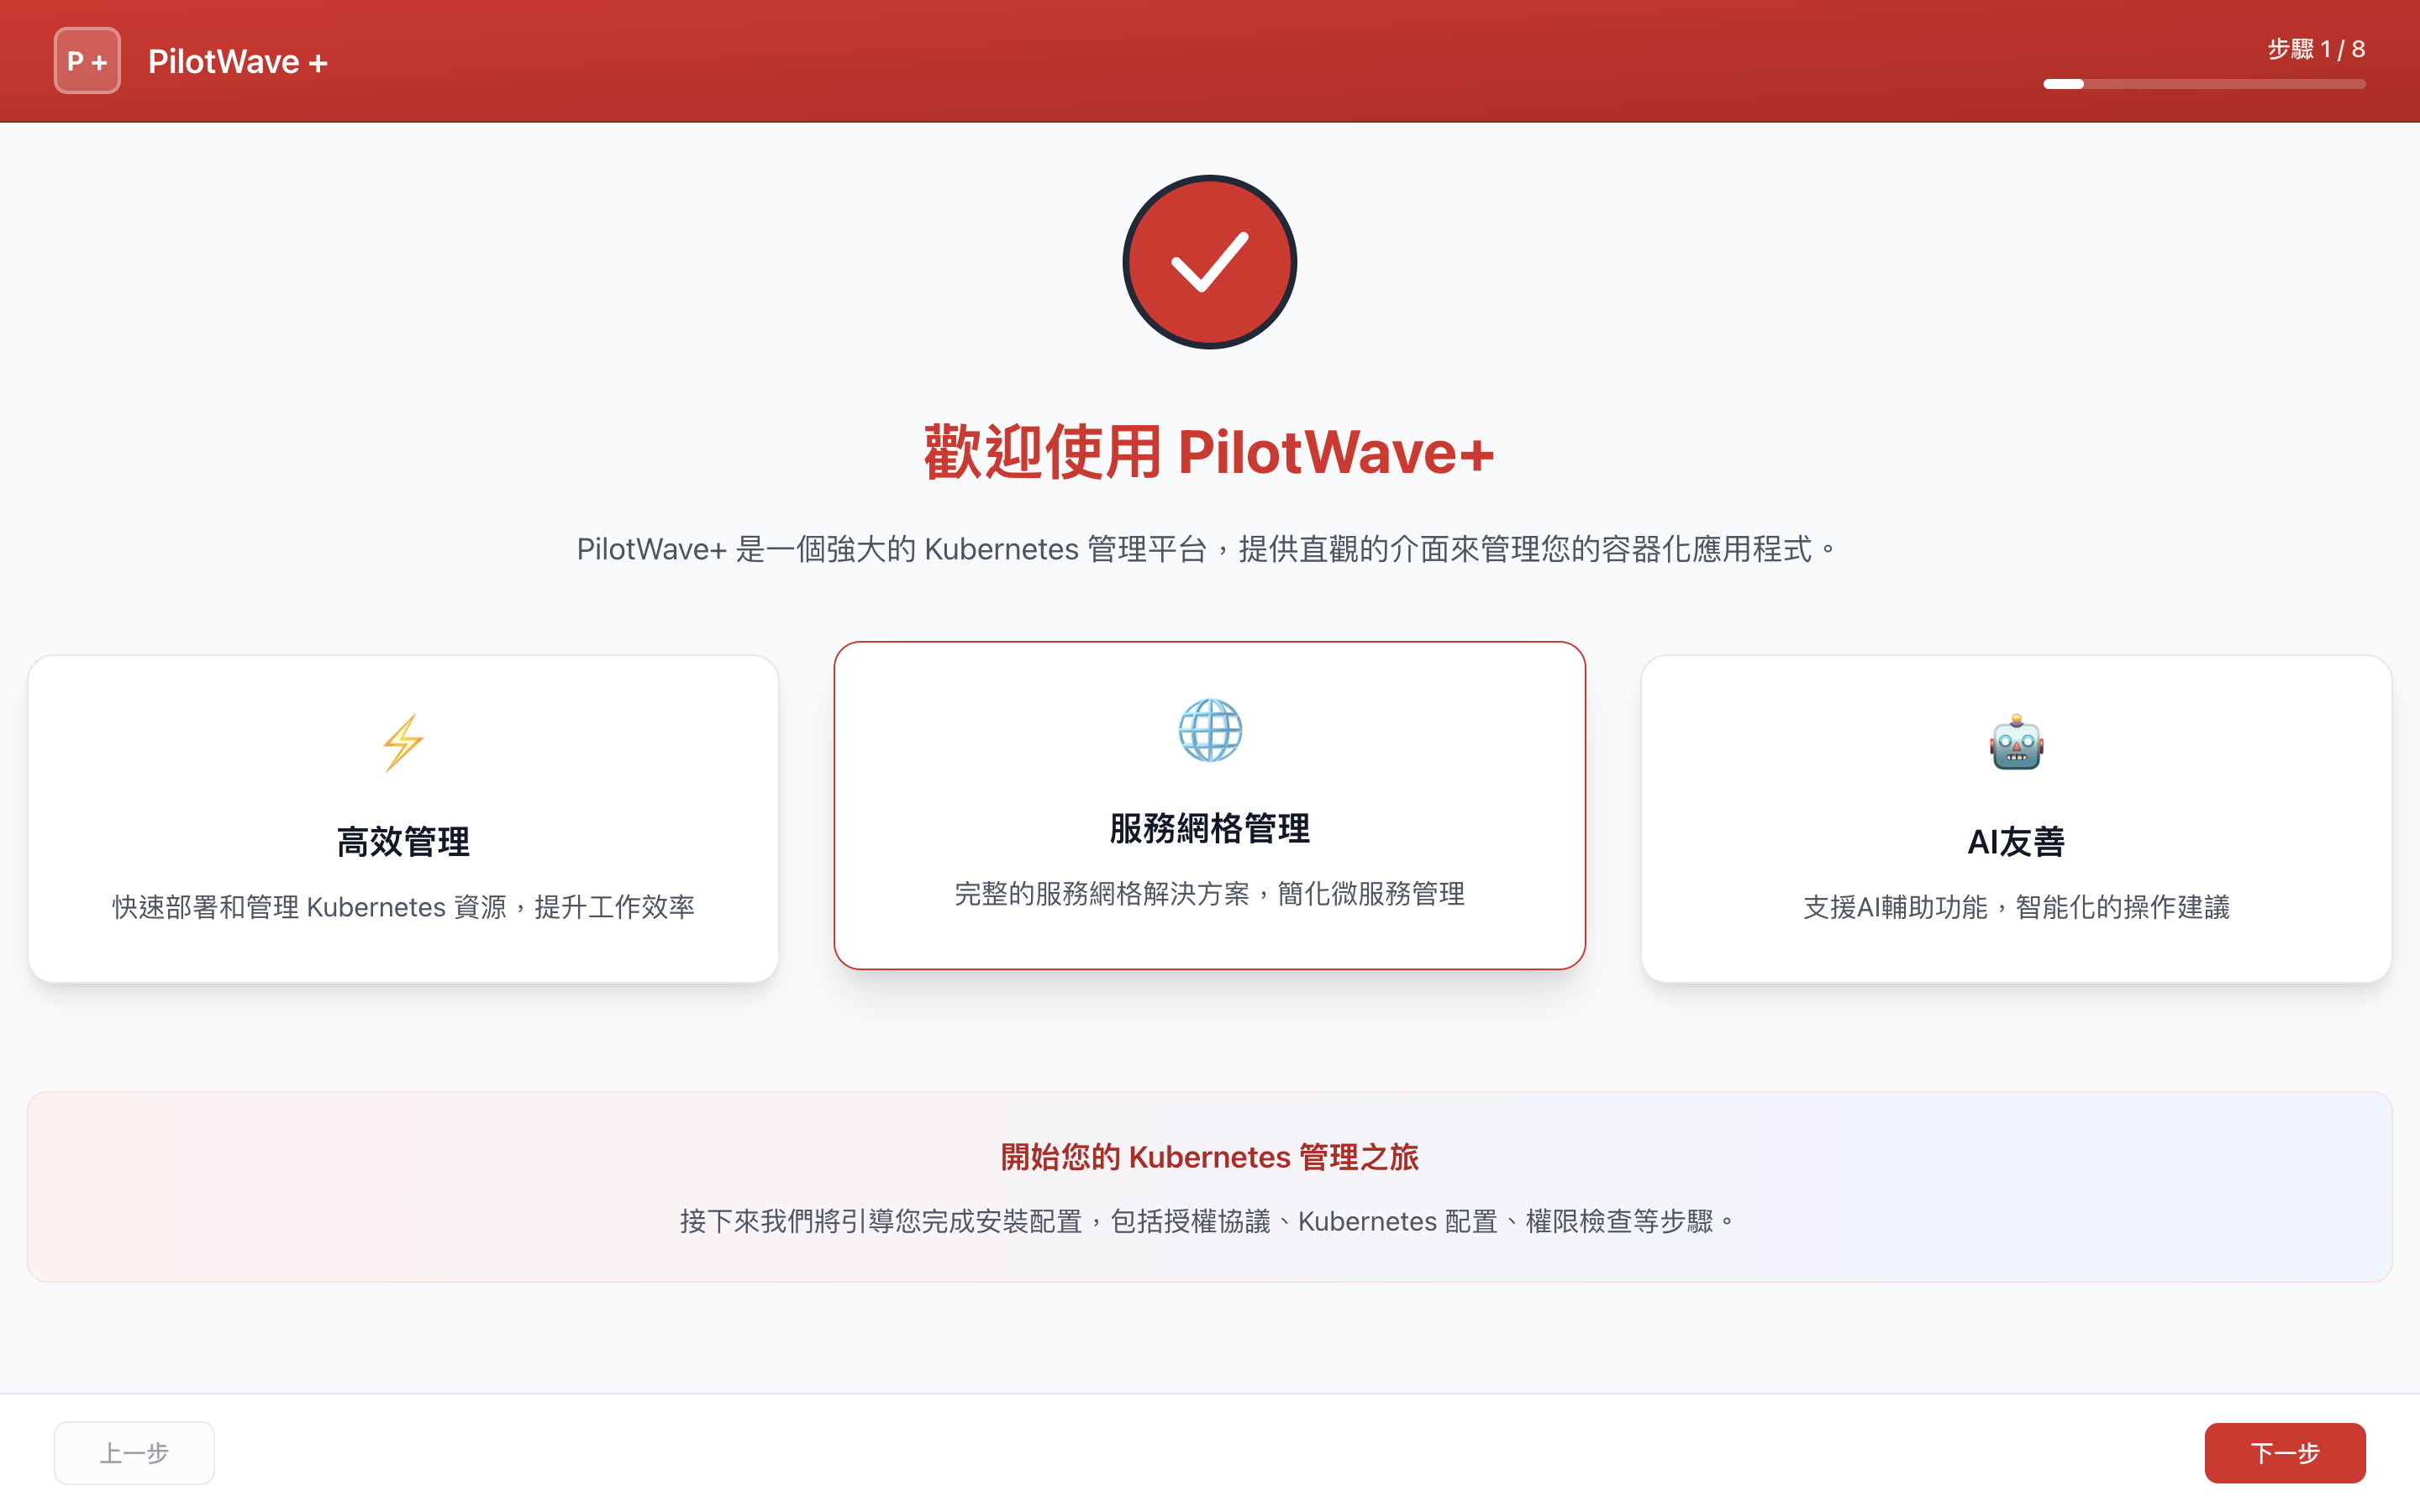 P +
PilotWave +
步驟 1 / 8
歡迎使用 PilotWave+
PilotWave+ 是一個強大的 Kubernetes 管理平台，提供直觀的介面來管理您的容器化應用程式。
高效管理
快速部署和管理 Kubernetes 資源，提升工作效率
服務網格管理
完整的服務網格解決方案，簡化微服務管理
AI友善
支援AI輔助功能，智能化的操作建議
開始您的 Kubernetes 管理之旅
接下來我們將引導您完成安裝配置，包括授權協議、Kubernetes 配置、權限檢查等步驟。
上一步
下一步